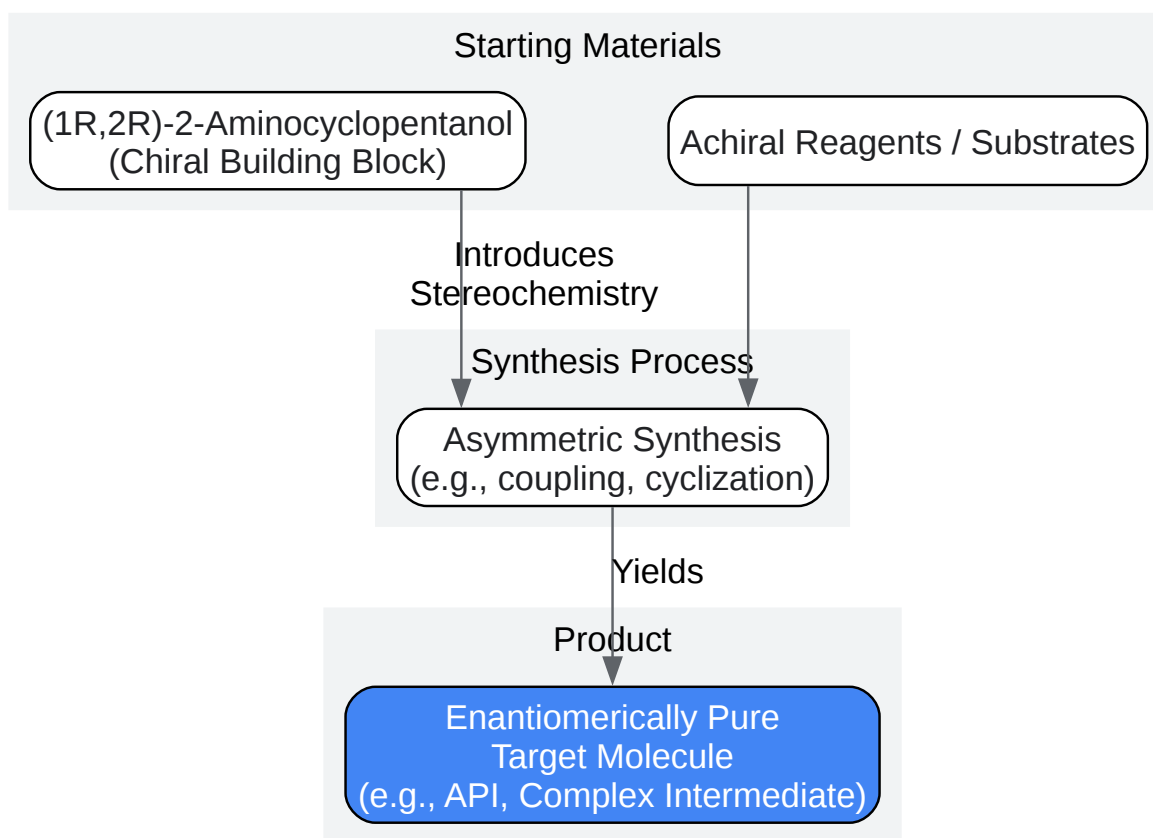 Starting Materials
(1R,2R)-2-Aminocyclopentanol
(Chiral Building Block)
Achiral Reagents / Substrates
Introduces
Stereochemistry
Synthesis Process
Asymmetric Synthesis
(e.g., coupling, cyclization)
Yields
Product
Enantiomerically Pure
Target Molecule
(e.g., API, Complex Intermediate)